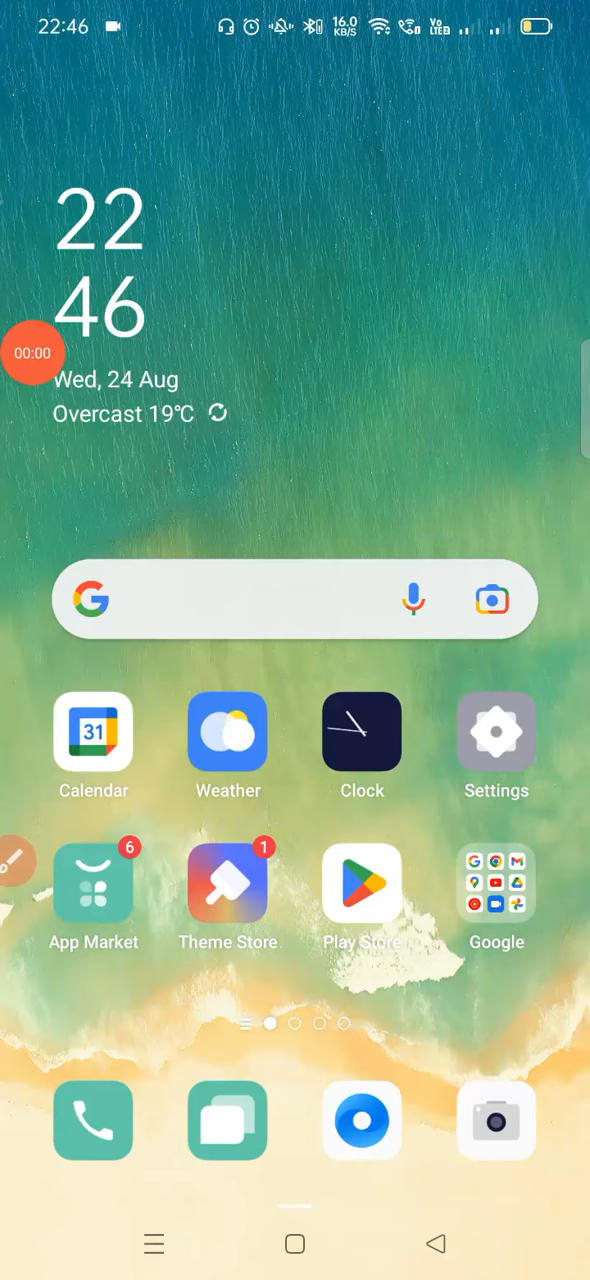 22:46 16.0 KB/S Vo LTE2
22
46
00:00
Wed, 24 Aug
Overcast 19℃
31
Calendar Weather Clock Settings
6 1
App Market Theme Store Play Store Google